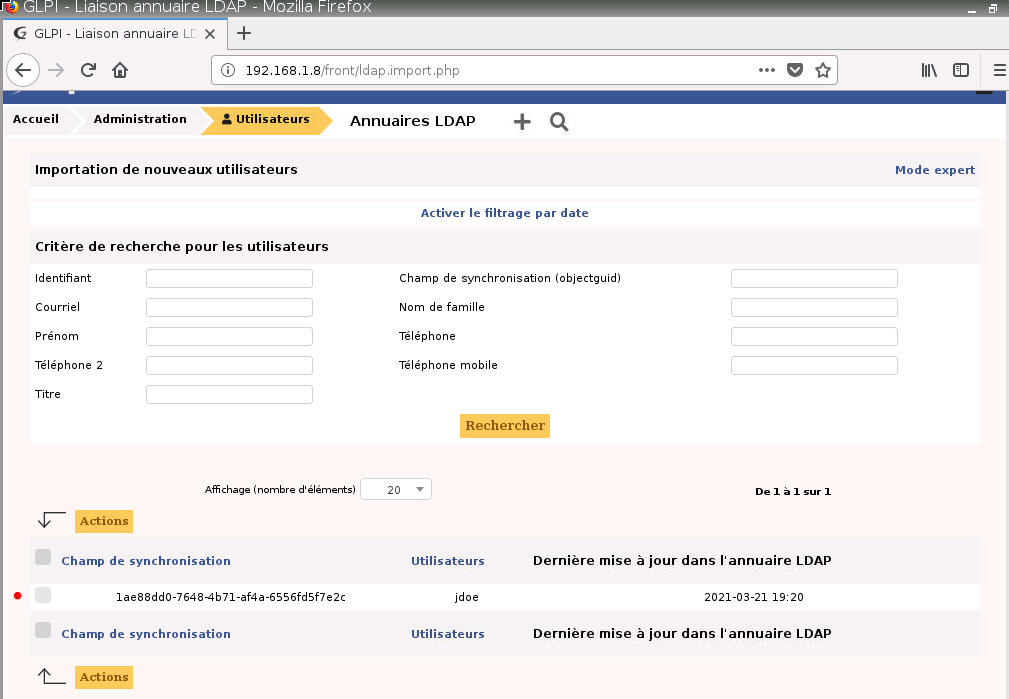 GLPI - Liaison annuaire LDAP - Mozilla Firefox
GLPI - Liaison annuaire LD
192.168.1.8/front/ldap.import.php
Accueil Administration Utilisateurs Annuaires LDAP
Importation de nouveaux utilisateurs Mode expert
Activer le filtrage par date
Critère de recherche pour les utilisateurs
Identifiant Champ de synchronisation (objectguid)
Courriel Nom de famille
Prénom Téléphone
Téléphone 2 Téléphone mobile
Titre
Rechercher
Affichage (nombre d'éléments) 20 De 1 à 1 sur 1
Actions
Champ de synchronisation Utilisateurs Dernière mise à jour dans l'annuaire LDAP
1ae88dd0-7648-4b71-af4a-6556fd5f7e2c jdoe 2021-03-21 19:20
Champ de synchronisation Utilisateurs Dernière mise à jour dans l'annuaire LDAP
Actions